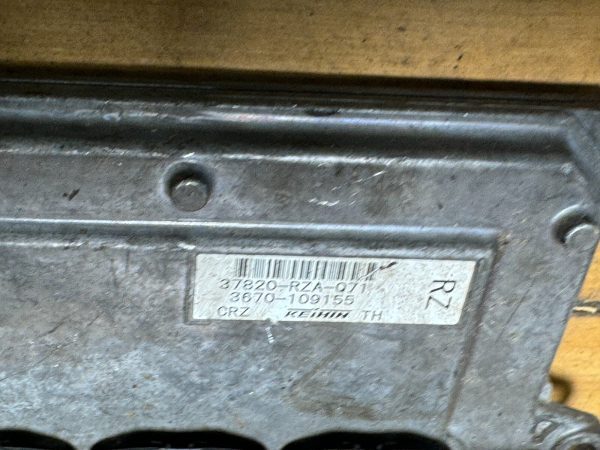 37820-RZA-Q71
3670-109155
CRZ KEIHIN TH
RZ